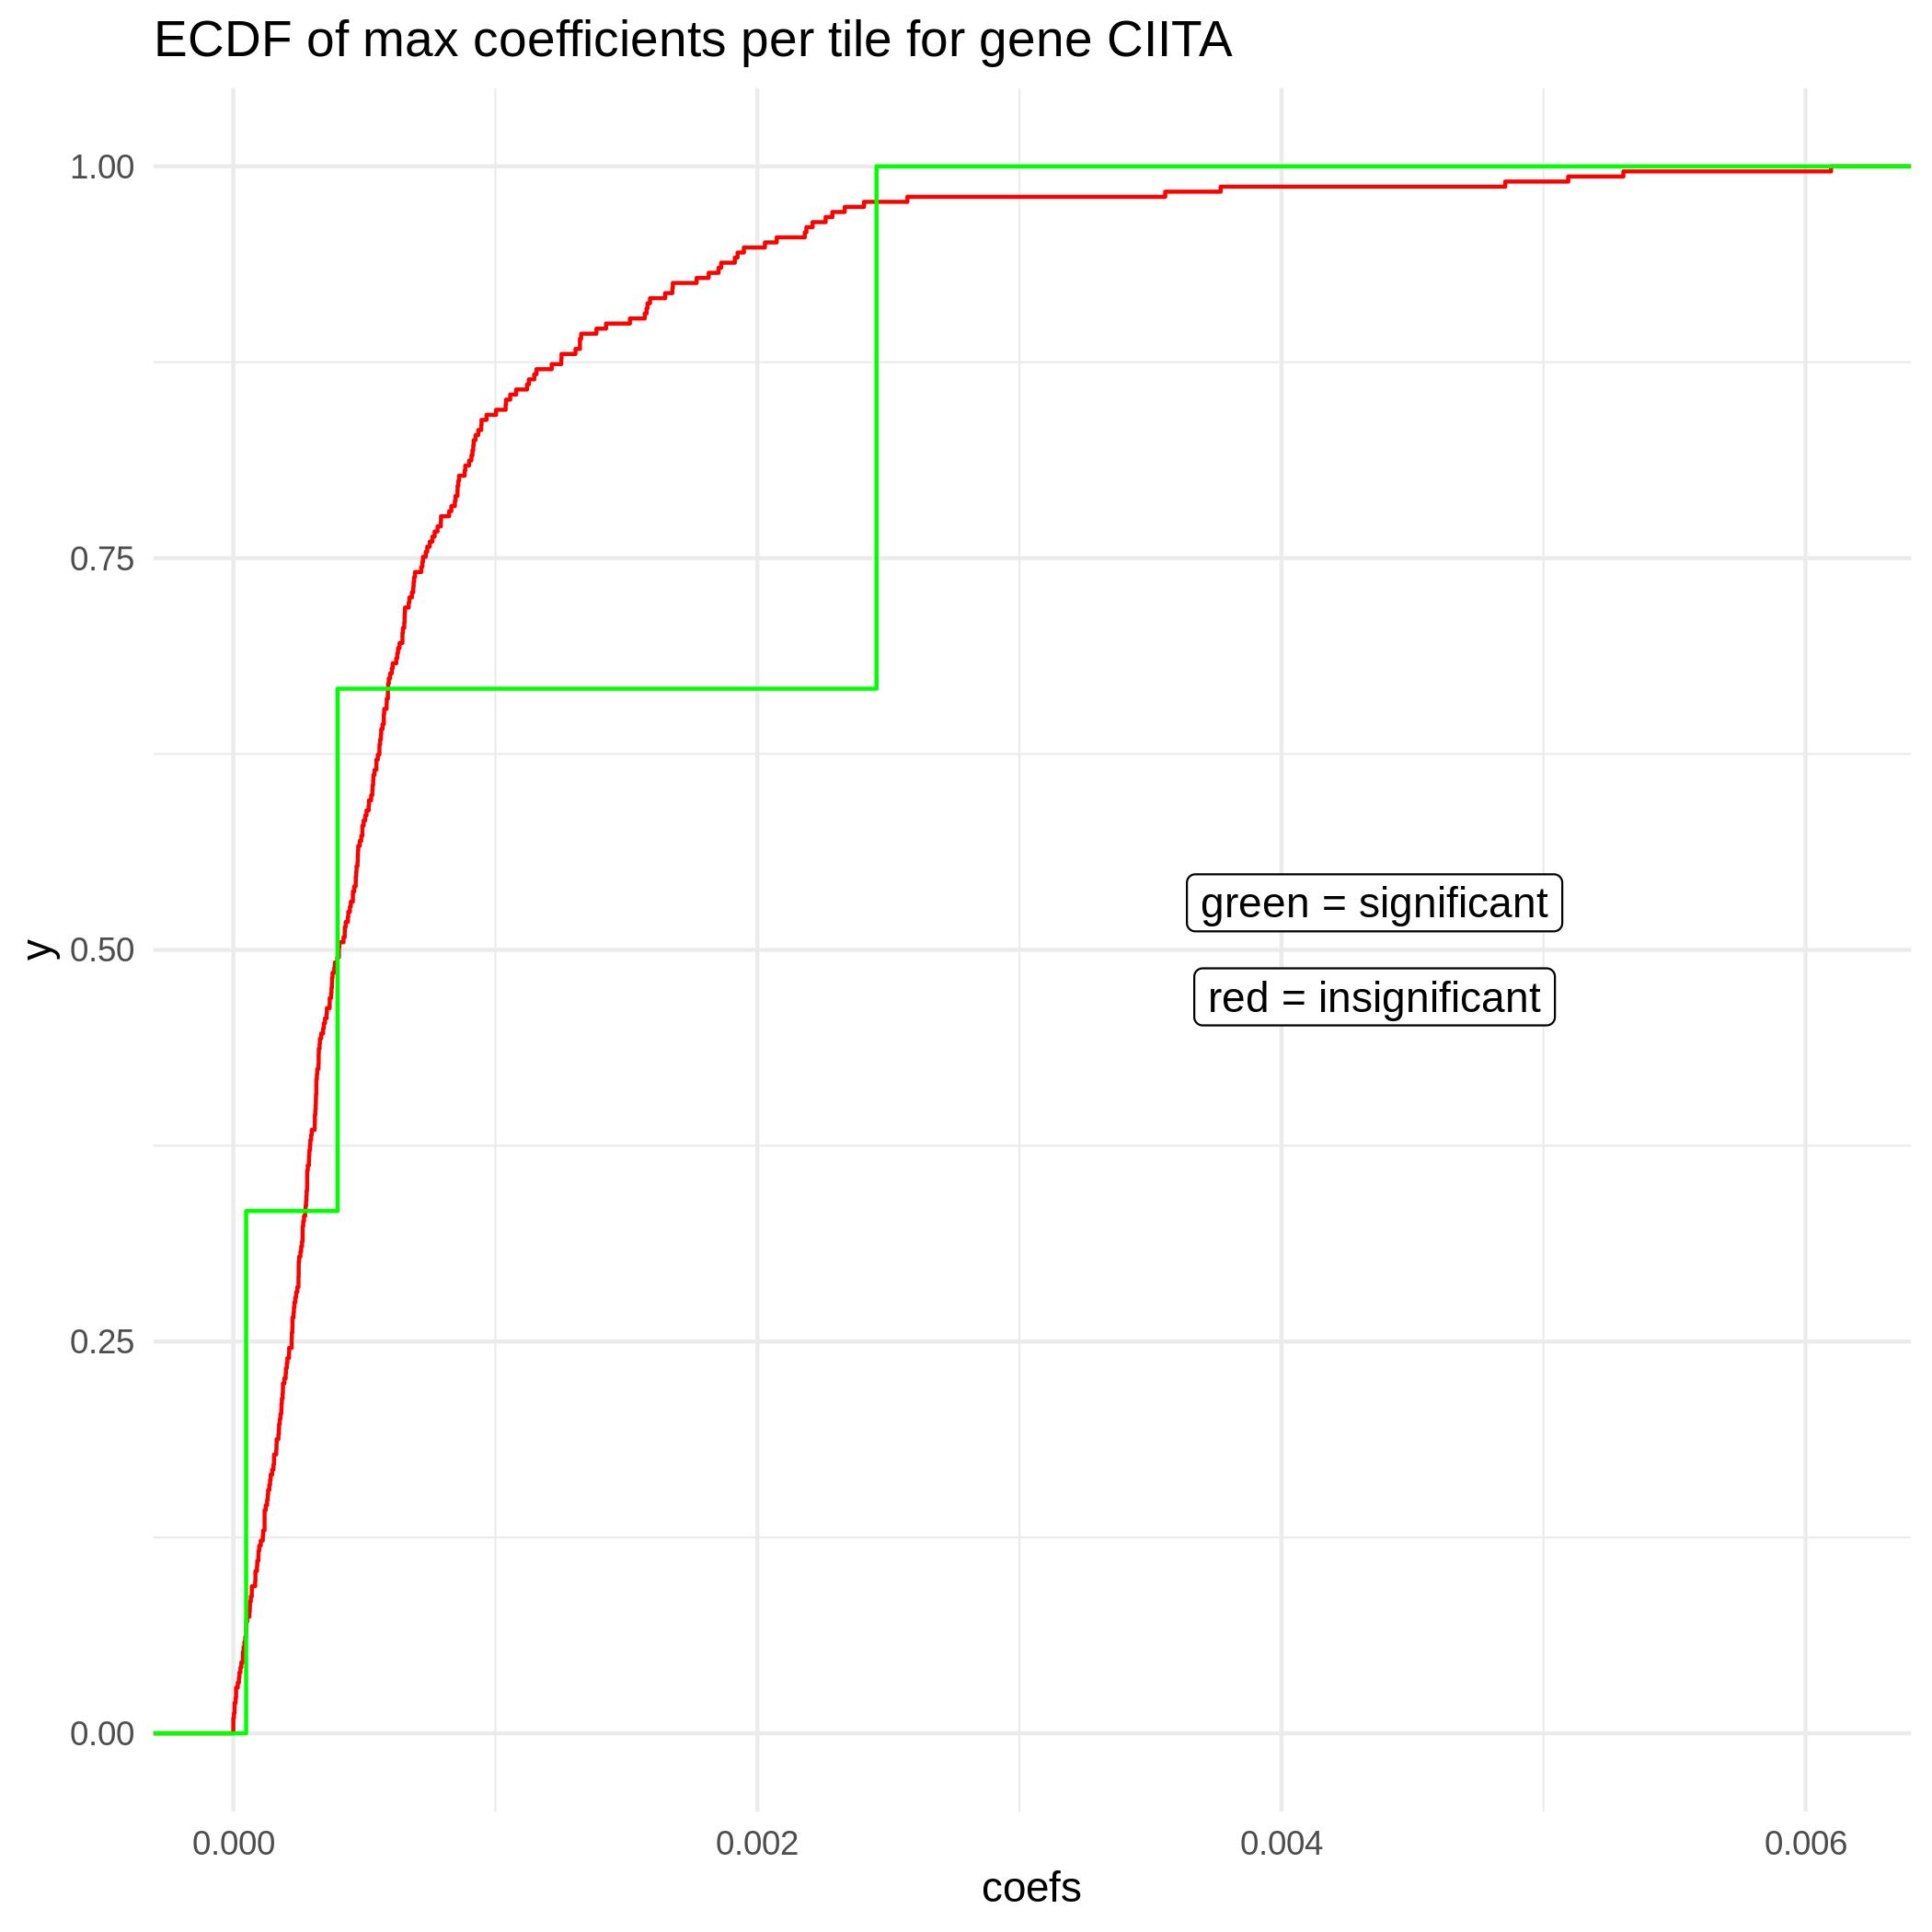 ECDF of max coefficients per tile for gene CIITA
1.00
0.75
y
0.50
0.25
0.00
green = significant
red = insignificant
0.000
0.002
0.004
0.006
coefs